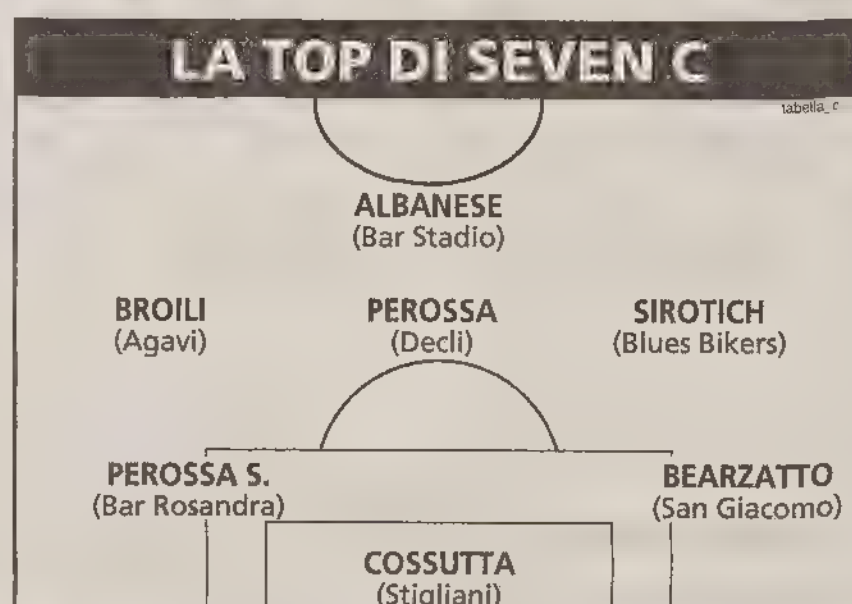 LA TOP DI SEVEN C
tabella_c
ALBANESE
(Bar Stadio)
BROILI PEROSSA SIROTICH
(Agavi) (Decli) (Blues Bikers)
PEROSSA S. BEARZATTO
(Bar Rosandra) (San Giacomo)
COSSUTTA
(Stigliani)